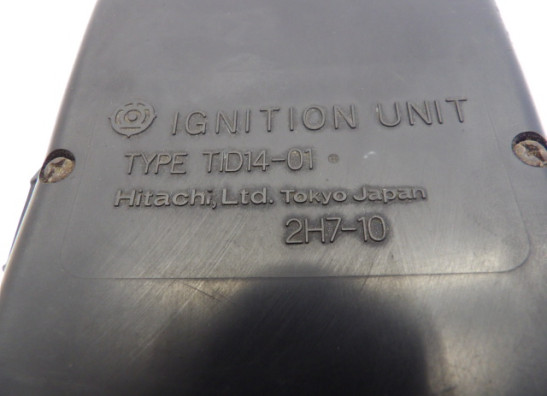 IGNITION UNIT
TYPE TID14-01
Hitachi, Ltd. Tokyo Japan
2H7-10